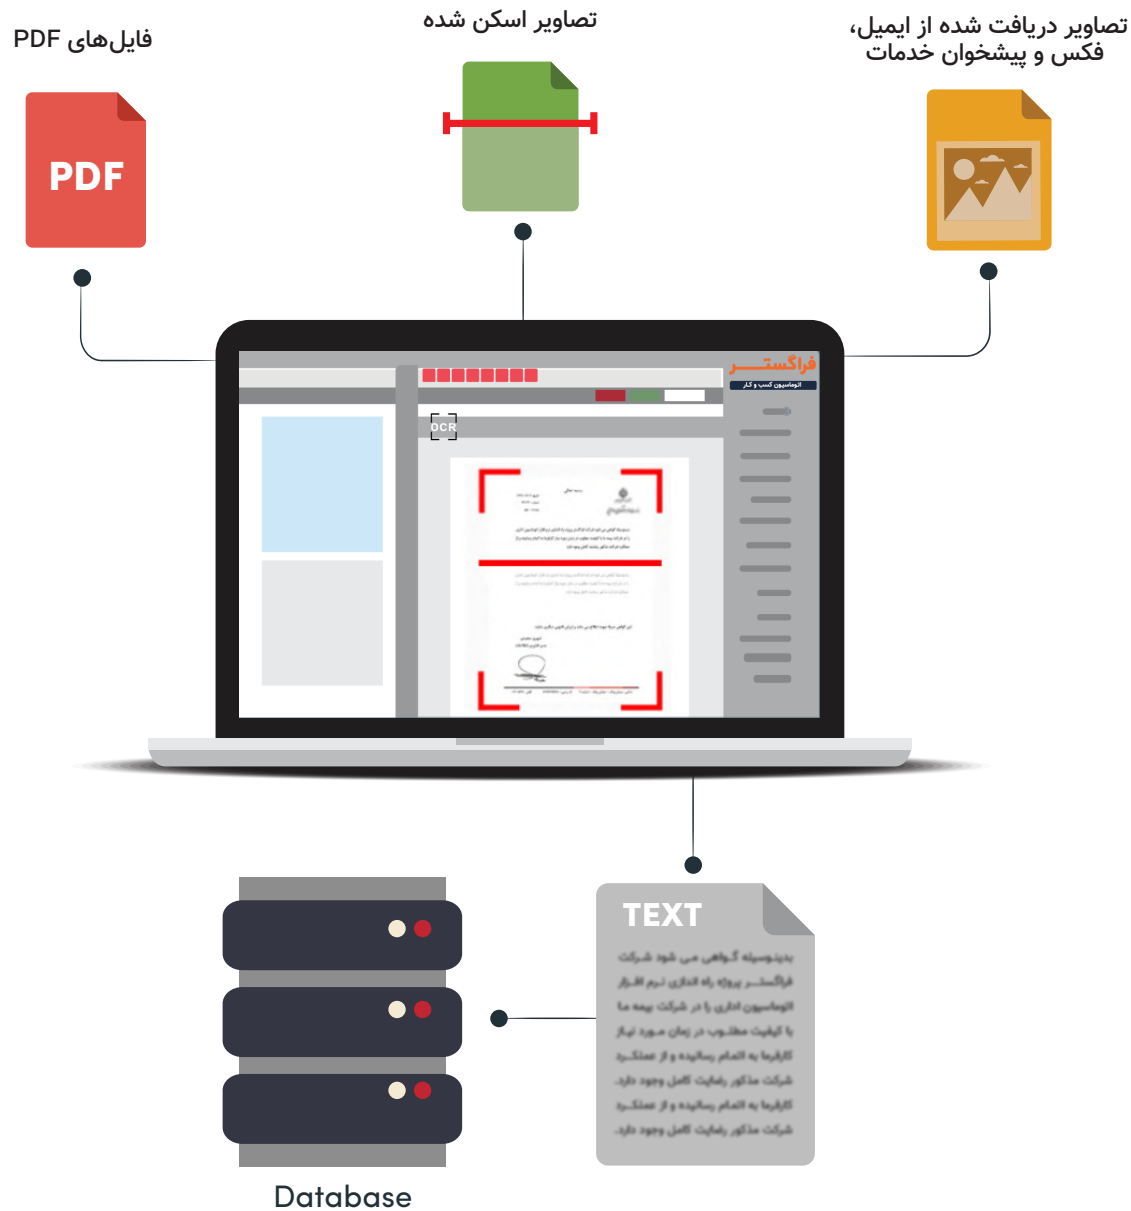 تصاویر دریافت شده از ایمیل،
فکس و پیشخوان خدمات
تصاویر اسکن شده
فایل‌های PDF
PDF
فراگستر
اتوماسیون کسب و کار
OCR
TEXT
بدینوسیله گواهی می شود شرکت
فراگستر پروژه راه اندازی نرم افزار
اتوماسیون اداری را در شرکت بیمه ما
با کیفیت مطلوب در زمان مورد نیاز
کارفرما به اتمام رسانیده و از عملکرد
شرکت مذکور رضایت کامل وجود دارد.
کارفرما به اتمام رسانیده و از عملکرد
شرکت مذکور رضایت کامل وجود دارد.
Database